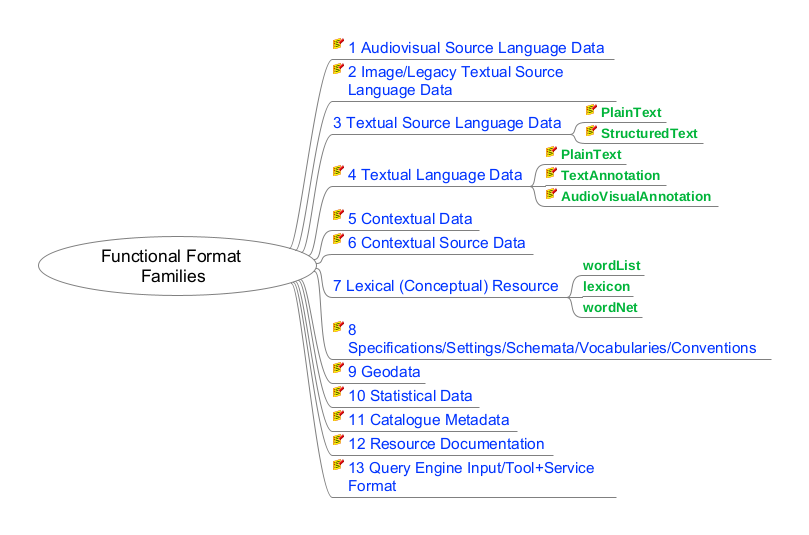 Functional Format
Families
1 Audiovisual Source Language Data
2 Image/Legacy Textual Source
Language Data
3 Textual Source Language Data
PlainText
StructuredText
4 Textual Language Data
PlainText
TextAnnotation
AudioVisualAnnotation
5 Contextual Data
6 Contextual Source Data
7 Lexical (Conceptual) Resource
wordList
lexicon
wordNet
8
Specifications/Settings/Schemata/Vocabularies/Conventions
9 Geodata
10 Statistical Data
11 Catalogue Metadata
12 Resource Documentation
13 Query Engine Input/Tool+Service
Format